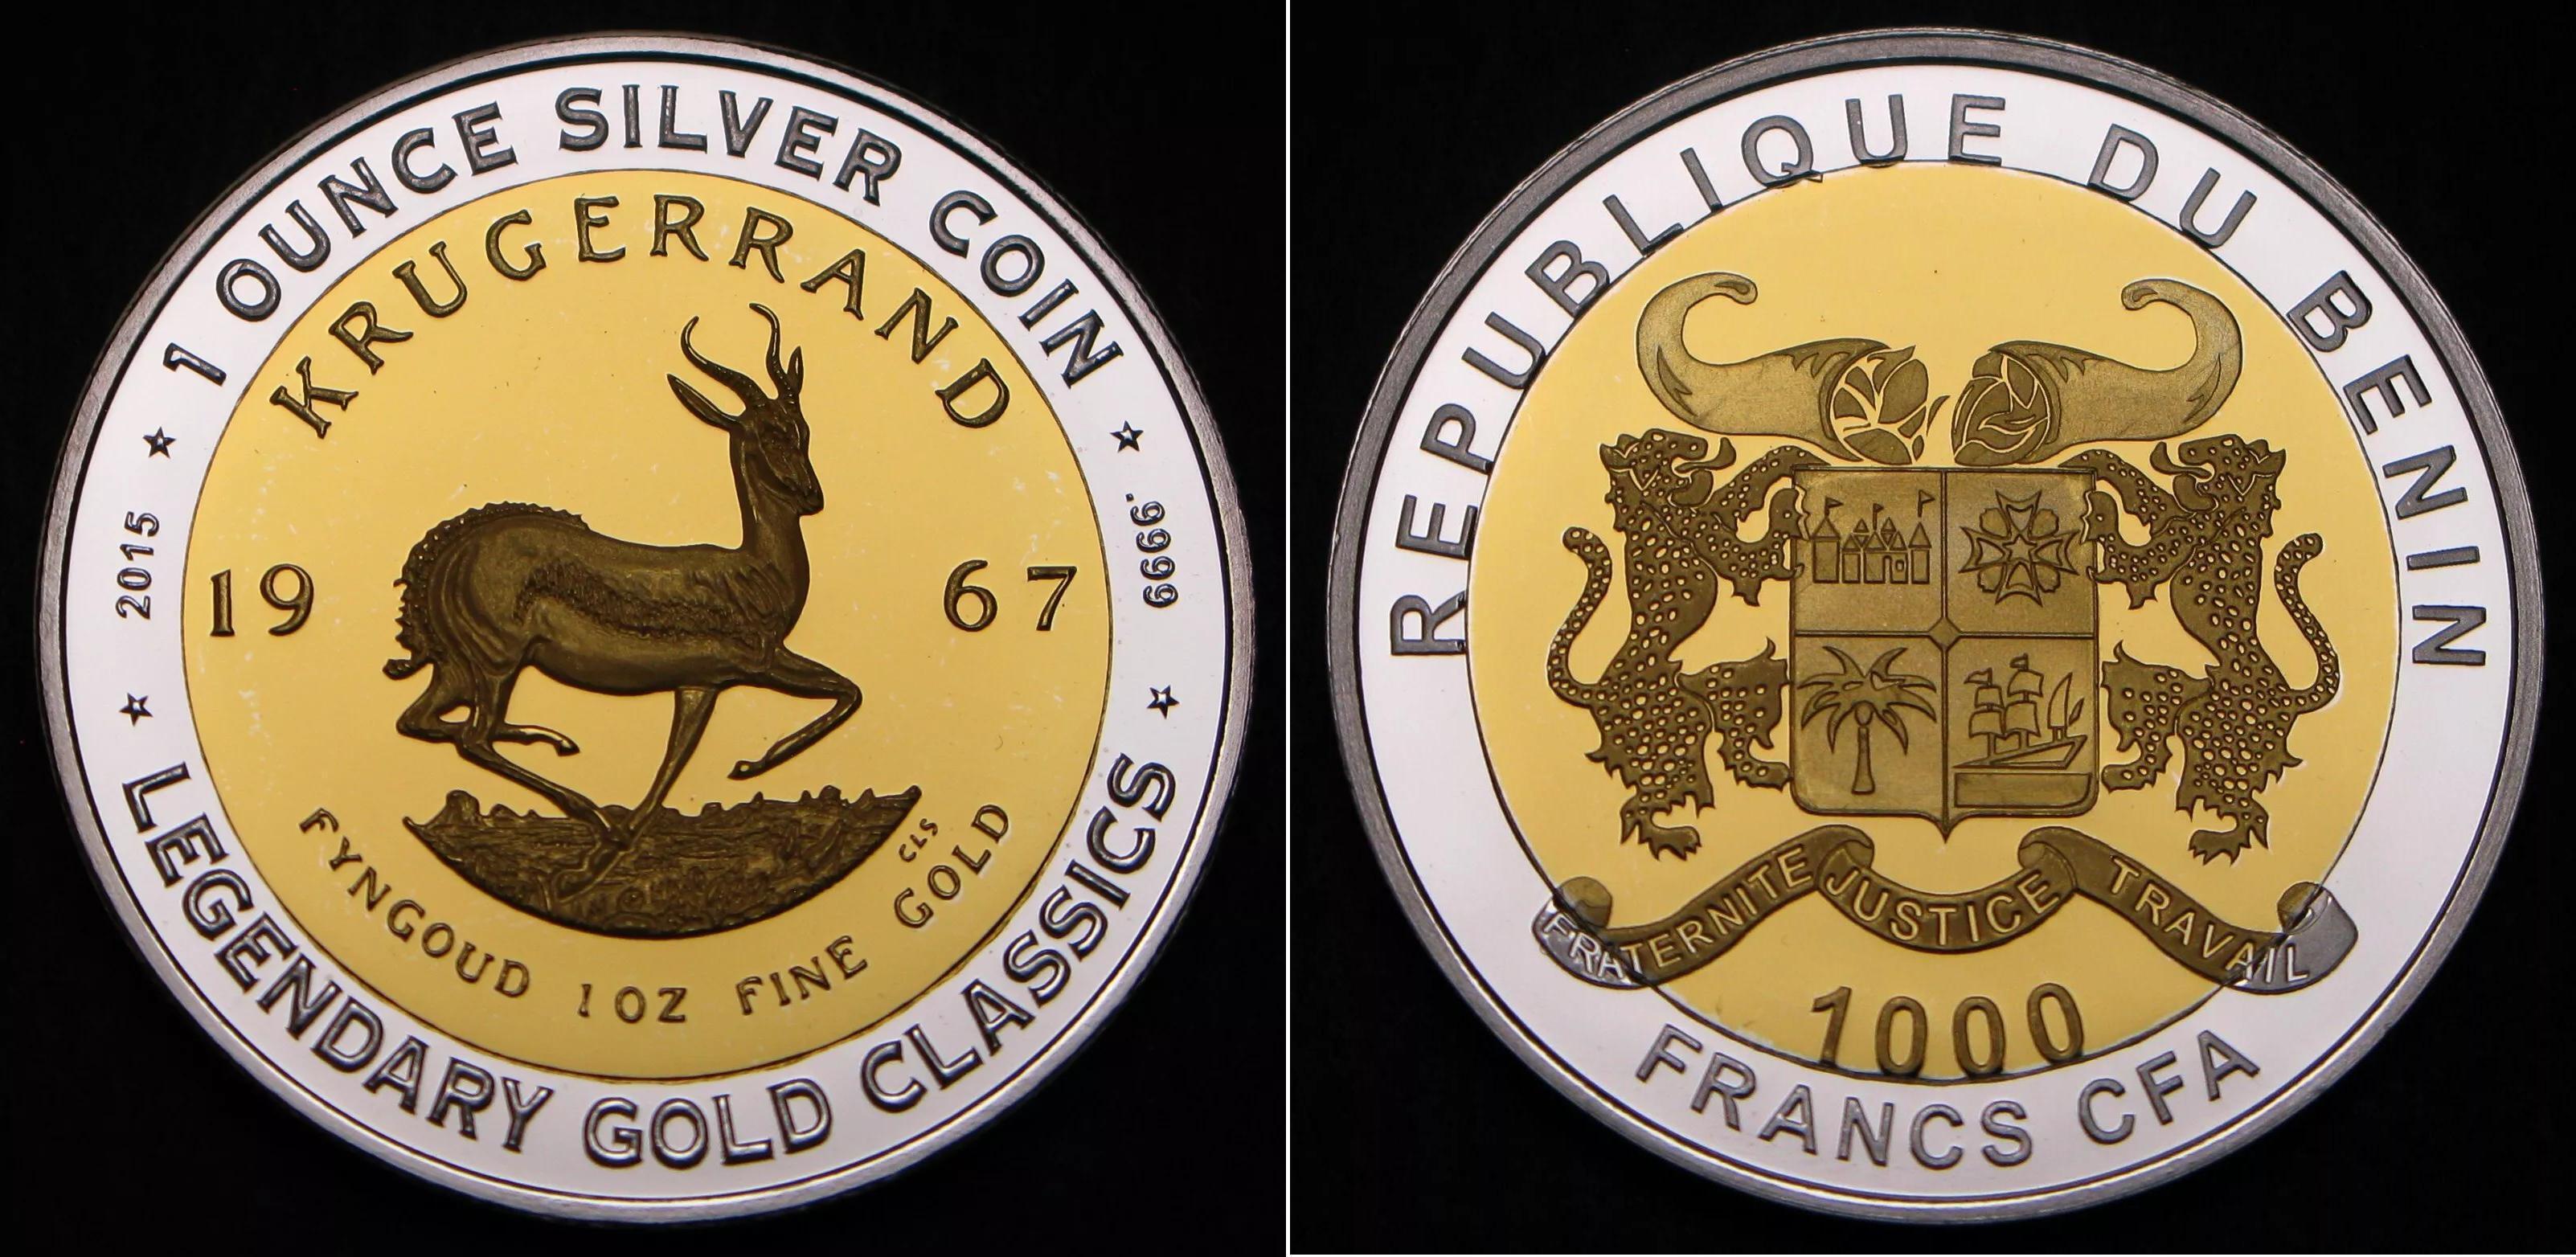 1 OUNCE SILVER COIN
.9999
LEGENDARY GOLD CLASSICS
2015
KRUGERRAND
19 67
CLS
FYNGOUD 1 OZ FINE GOLD
REPUBLIQUE DU BENIN
FRATERNITE JUSTICE TRAVAIL
1000
FRANCS CFA